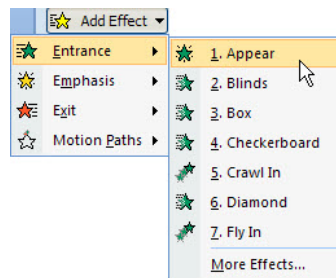 Add Effect
Entrance
Emphasis
Exit
Motion Paths
1. Appear
2. Blinds
3. Box
4. Checkerboard
5. Crawl In
6. Diamond
7. Fly In
More Effects...